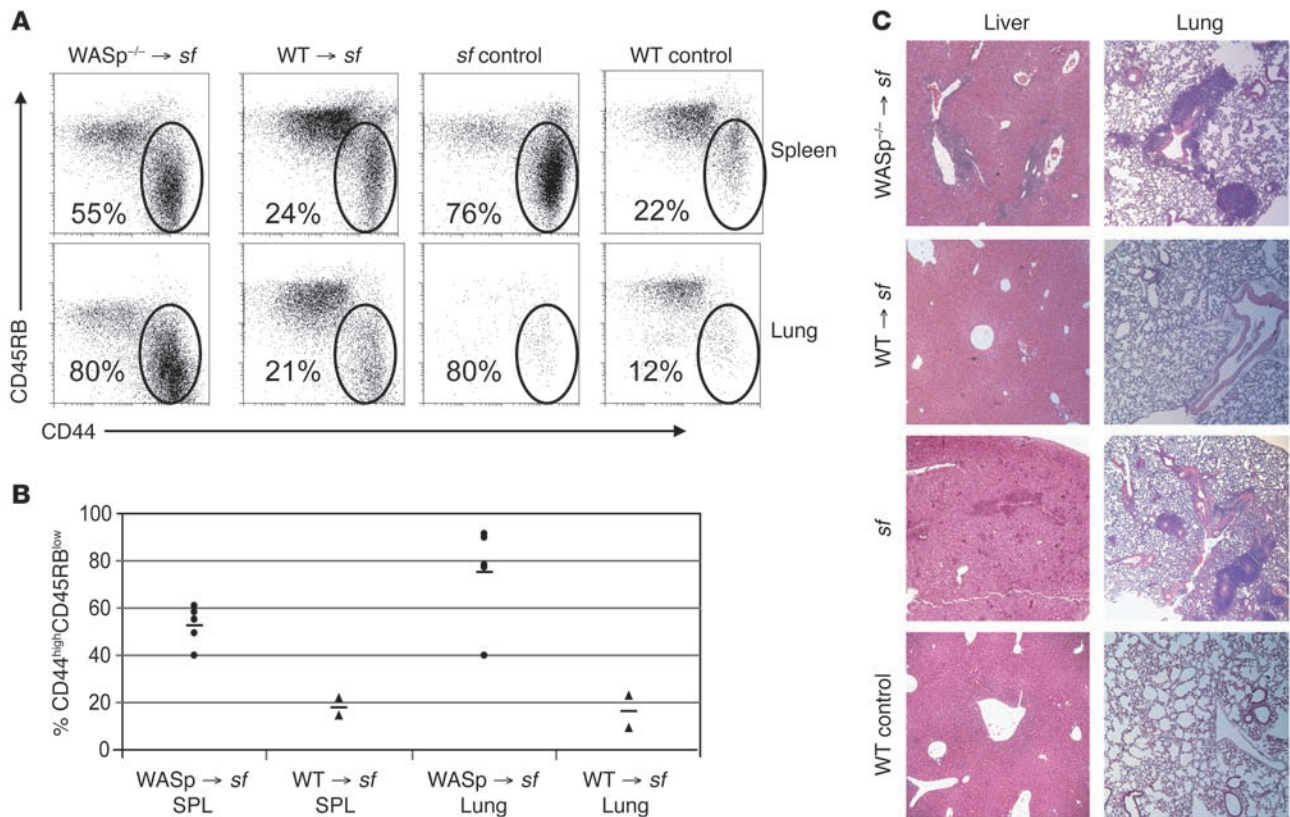 A
WASp⁻/⁻ → sf
WT → sf
sf control
WT control
CD45RB
55%
24%
76%
22%
Spleen
80%
21%
80%
12%
Lung
CD44
B
% CD44highCD45RBlow
100
80
60
40
20
0
WASp → sf
SPL
WT → sf
SPL
WASp → sf
Lung
WT → sf
Lung
C
Liver
Lung
WASp⁻/⁻ → sf
WT → sf
sf
WT control